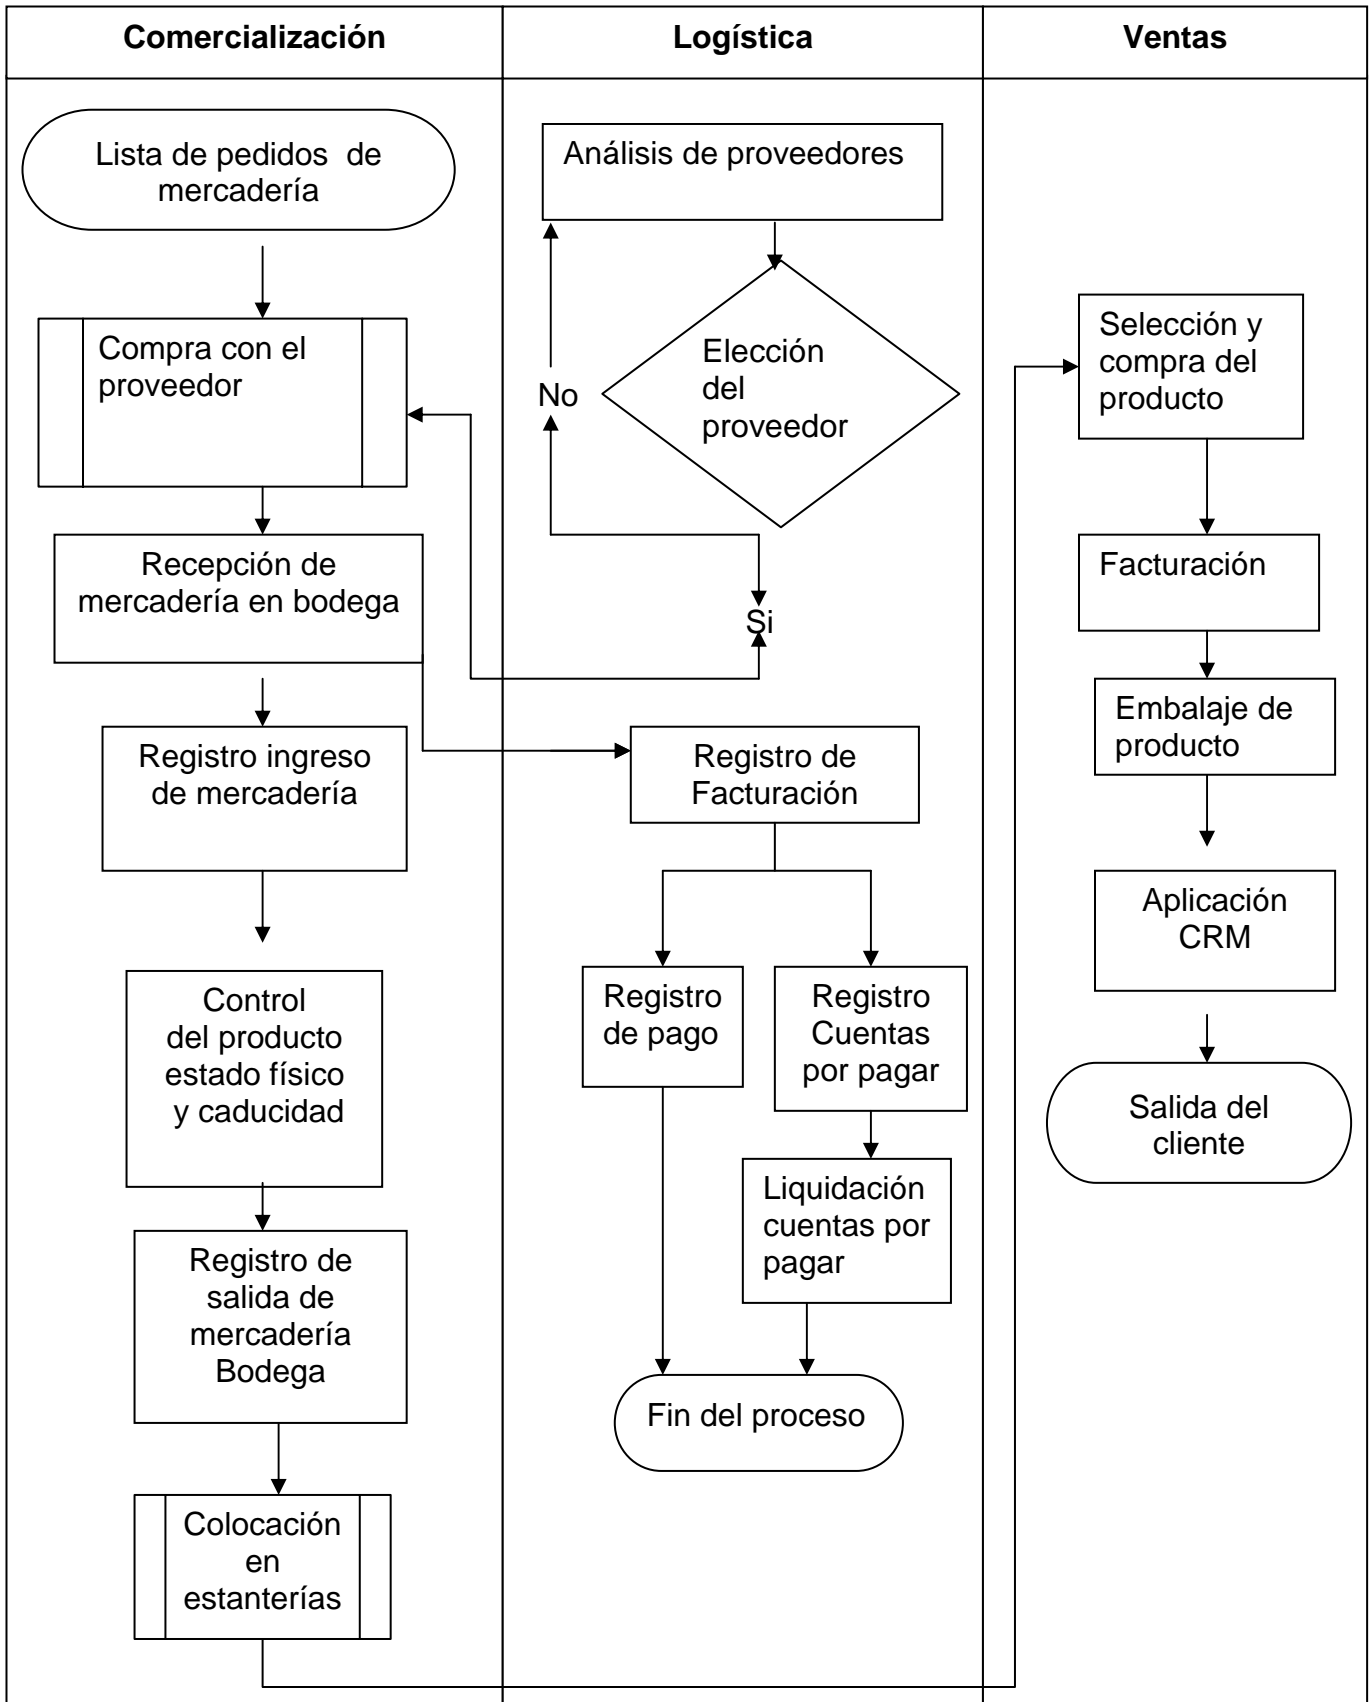 Comercialización
Logística
Ventas
Lista de pedidos de
mercadería
Compra con el
proveedor
Recepción de
mercadería en bodega
Registro ingreso
de mercadería
Control
del producto
estado físico
y caducidad
Registro de
salida de
mercadería
Bodega
Colocación
en
estanterías
Análisis de proveedores
Elección
del
proveedor
No
Si
Registro de
Facturación
Registro
de pago
Registro
Cuentas
por pagar
Liquidación
cuentas por
pagar
Fin del proceso
Selección y
compra del
producto
Facturación
Embalaje de
producto
Aplicación
CRM
Salida del
cliente